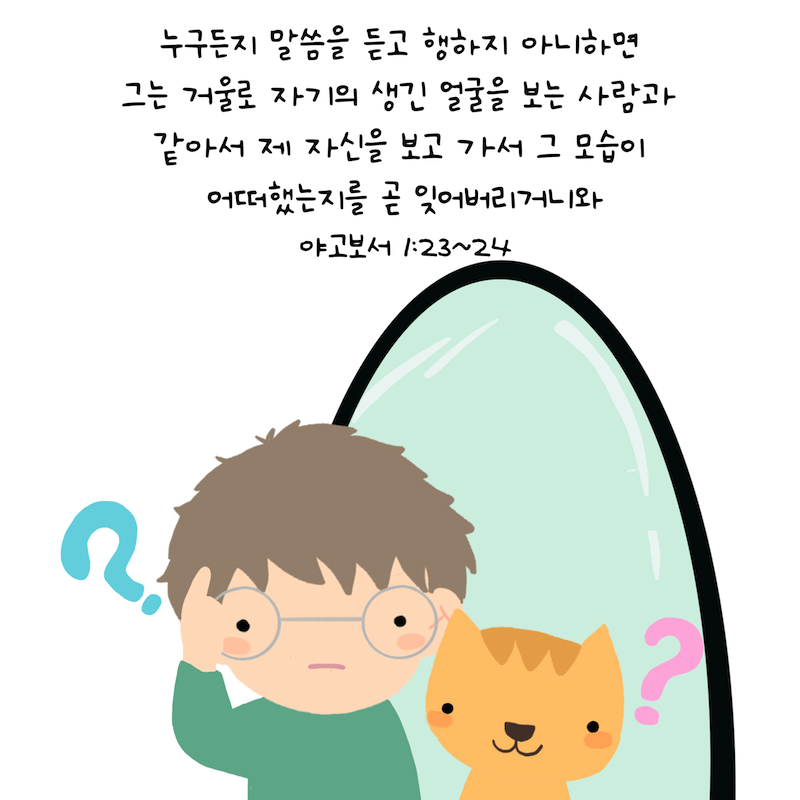 누구든지 말씀을 듣고 행하지 아니하면
그는 거울로 자기의 생긴 얼굴을 보는 사람과
같아서 제 자신을 보고 가서 그 모습이
어떠했는지를 곧 잊어버리거니와
야고보서 1:23~24
?
?